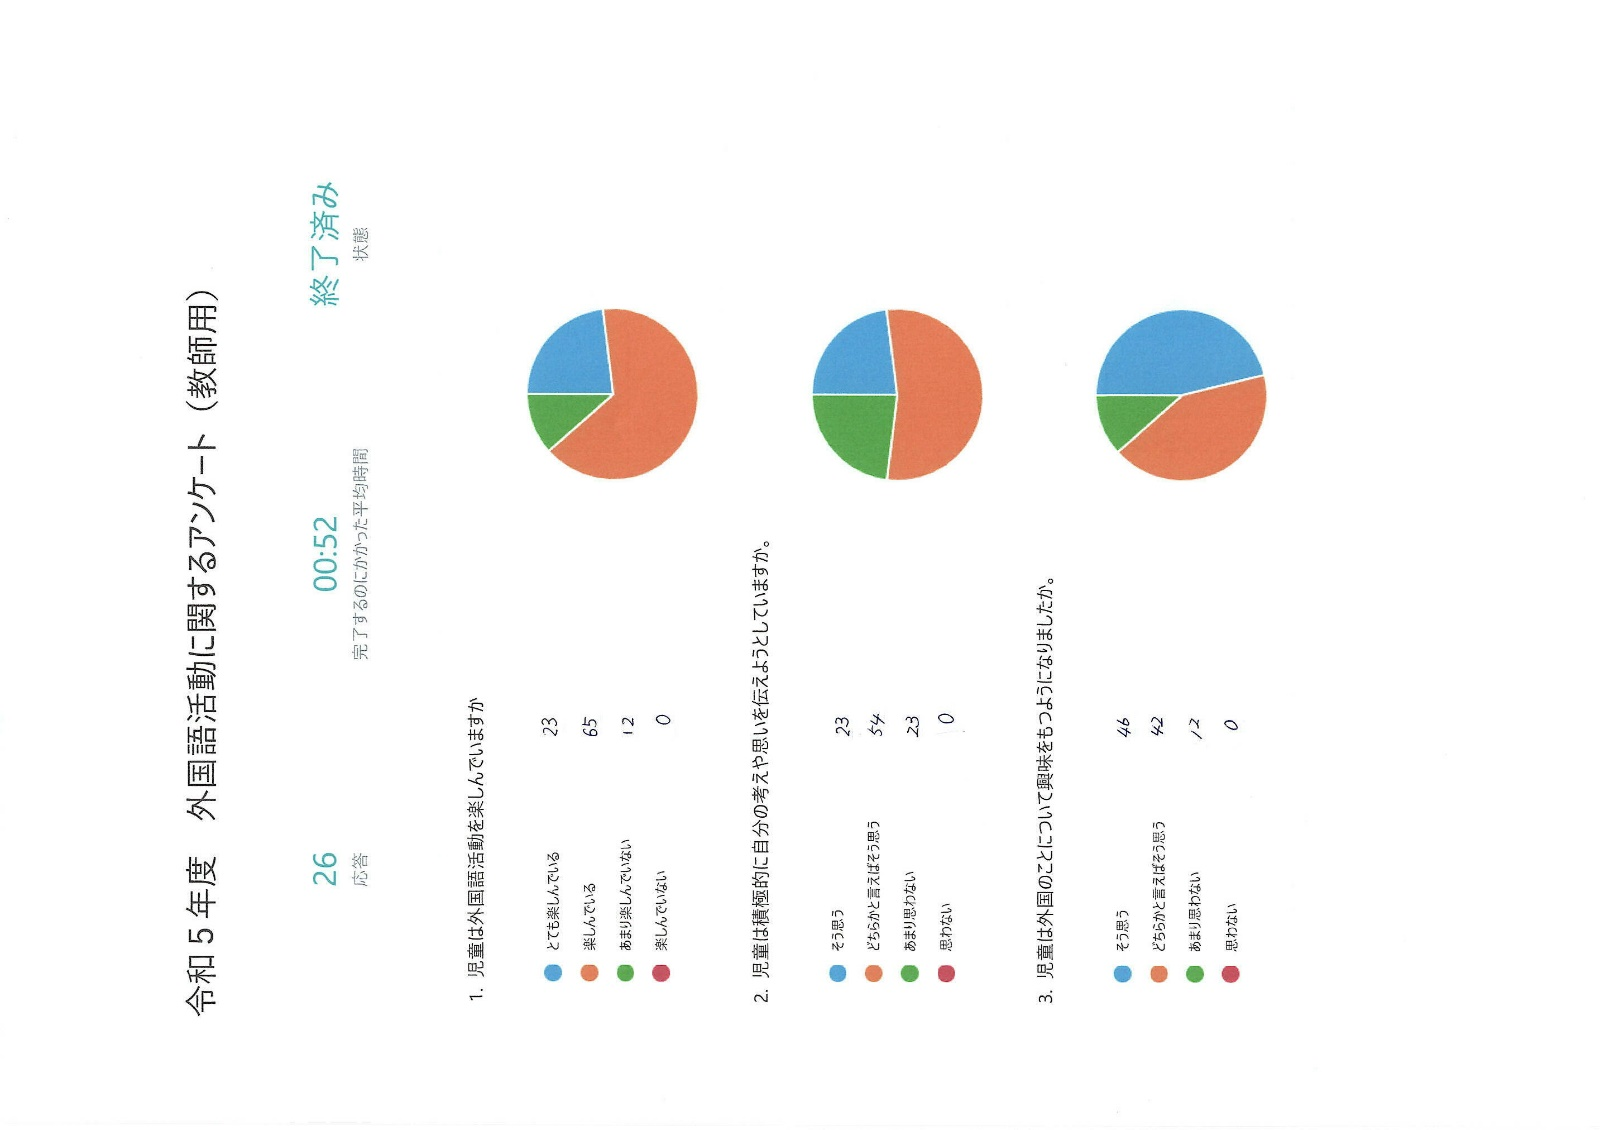 令和５年度　外国語活動に関するアンケート（教師用）
26
応答
00:52
完了するのにかかった平均時間
終了済み
状態
1. 児童は外国語活動を楽しんでいますか
とても楽しんでいる 23
楽しんでいる 65
あまり楽しんでいない 12
楽しんでいない 0
2. 児童は積極的に自分の考えや思いを伝えようとしていますか。
そう思う 23
どちらかと言えばそう思う 54
あまり思わない 23
思わない 0
3. 児童は外国のことについて興味をもつようになりましたか。
そう思う 46
どちらかと言えばそう思う 42
あまり思わない 12
思わない 0